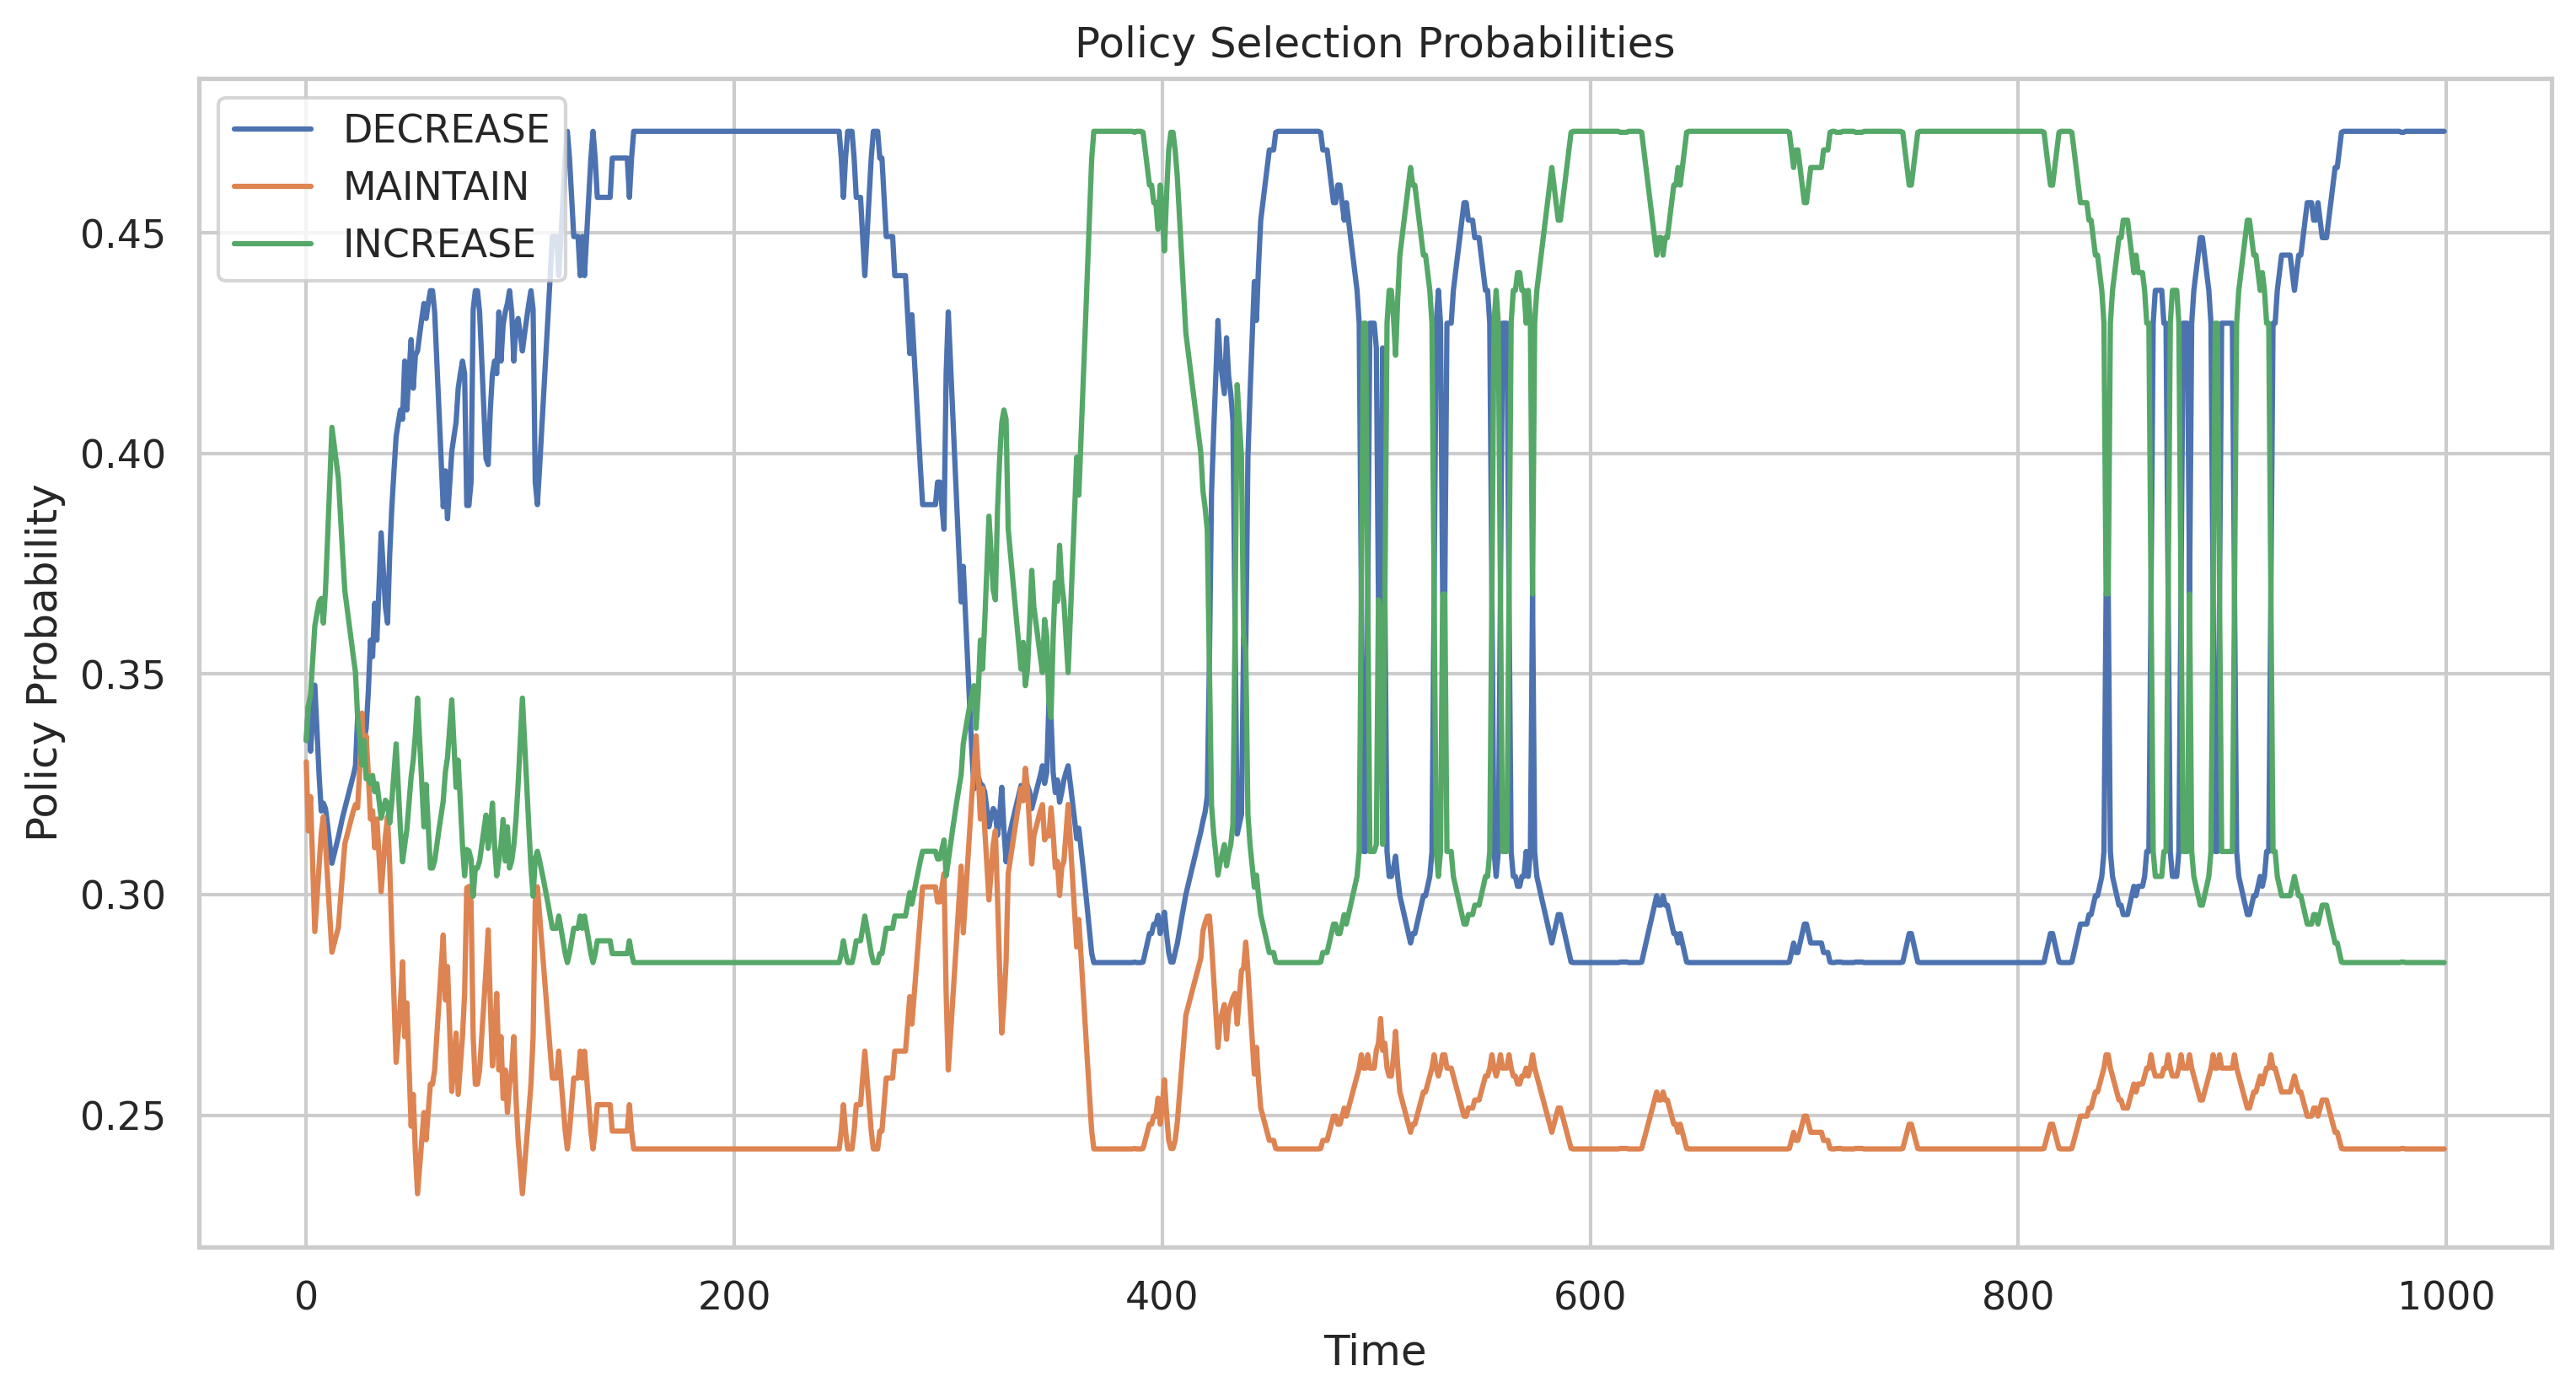 Policy Selection Probabilities
DECREASE
MAINTAIN
INCREASE
Policy Probability
0.45
0.40
0.35
0.30
0.25
0 200 400 600 800 1000
Time